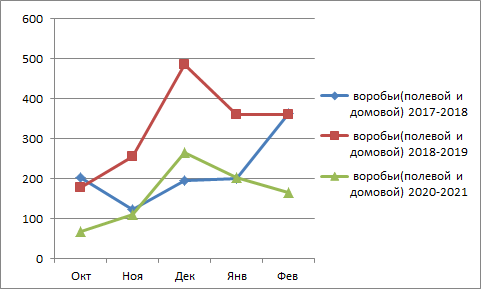 600
500
400
300
200
100
0
Окт
Ноя
Дек
Янв
Фев
воробьи(полевой и
домовой) 2017-2018
воробьи(полевой и
домовой) 2018-2019
воробьи(полевой и
домовой) 2020-2021